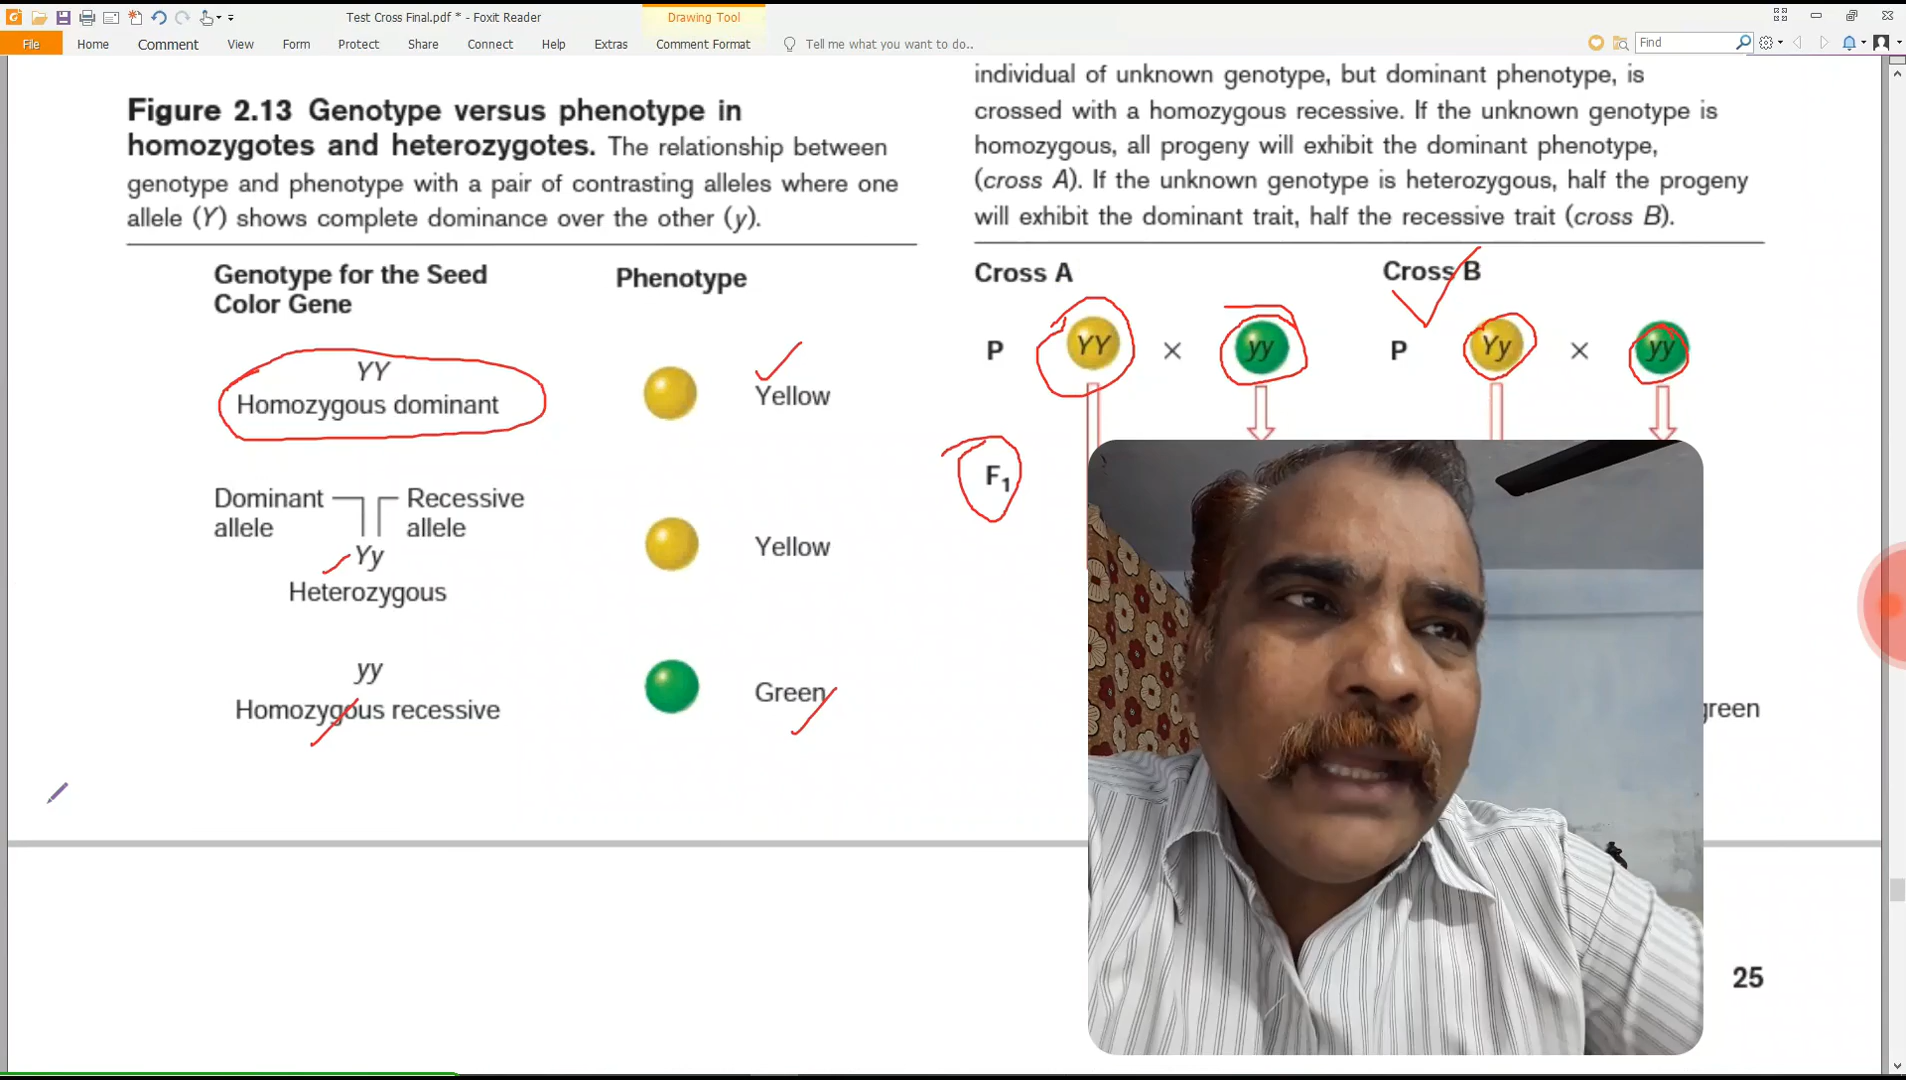 Test Cross Final.pdf * - Foxit Reader
Drawing Tool
File Home Comment View Form Protect Share Connect Help Extras Comment Format Tell me what you want to do.. Find
Figure 2.13 Genotype versus phenotype in
homozygotes and heterozygotes. The relationship between
genotype and phenotype with a pair of contrasting alleles where one
allele (Y) shows complete dominance over the other (y).
Genotype for the Seed
Color Gene
Phenotype
YY
Homozygous dominant
Yellow
Dominant
allele
Recessive
allele
Yy
Heterozygous
Yellow
yy
Homozygous recessive
Green
individual of unknown genotype, but dominant phenotype, is
crossed with a homozygous recessive. If the unknown genotype is
homozygous, all progeny will exhibit the dominant phenotype,
(cross A). If the unknown genotype is heterozygous, half the progeny
will exhibit the dominant trait, half the recessive trait (cross B).
Cross A
Cross B
P YY × yy
P Yy × yy
F1
green
25